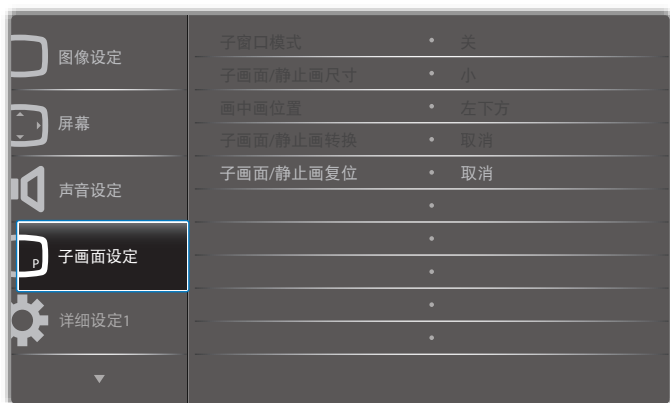 图像设定
屏幕
声音设定
P
子画面设定
详细设定1
子窗口模式 • 关
子画面/静止画尺寸 • 小
画中画位置 • 左下方
子画面/静止画转换 • 取消
子画面/静止画复位 • 取消